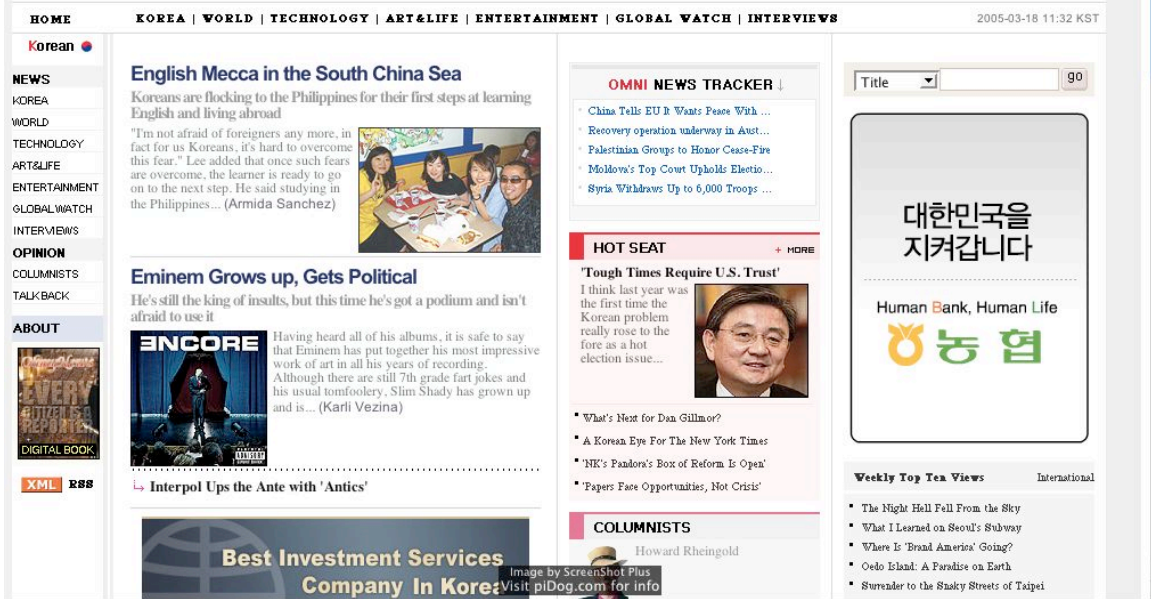 HOME
KOREA | WORLD | TECHNOLOGY | ART&LIFE | ENTERTAINMENT | GLOBAL WATCH | INTERVIEWS
2005-03-18 11:32 KST
Korean
NEWS
KOREA
WORLD
TECHNOLOGY
ART&LIFE
ENTERTAINMENT
GLOBAL WATCH
INTERVIEWS
OPINION
COLUMNISTS
TALKBACK
ABOUT
EVERY
CITIZEN IS A
REPORTER
DIGITAL BOOK
XML RSS
English Mecca in the South China Sea
Koreans are flocking to the Philippines for their first steps at learning
English and living abroad
"I'm not afraid of foreigners any more, in
fact for us Koreans, it's hard to overcome
this fear." Lee added that once such fears
are overcome, the learner is ready to go
on to the next step. He said studying in
the Philippines... (Armida Sanchez)
Eminem Grows up, Gets Political
He's still the king of insults, but this time he's got a podium and isn't
afraid to use it
ENCORE
PARENTAL
ADVISORY
Having heard all of his albums, it is safe to say
that Eminem has put together his most impressive
work of art in all his years of recording.
Although there are still 7th grade fart jokes and
his usual tomfoolery, Slim Shady has grown up
and is... (Karli Vezina)
Interpol Ups the Ante with 'Antics'
Best Investment Services
Company In Korea
OMNI NEWS TRACKER ↓
China Tells EU It Wants Peace With ...
Recovery operation underway in Aust...
Palestinian Groups to Honor Cease-Fire
Moldova's Top Court Upholds Electio...
Syria Withdraws Up to 6,000 Troops ...
HOT SEAT
+ MORE
'Tough Times Require U.S. Trust'
I think last year was
the first time the
Korean problem
really rose to the
fore as a hot
election issue...
What's Next for Dan Gillmor?
A Korean Eye For The New York Times
'NK's Pandora's Box of Reform Is Open'
'Papers Face Opportunities, Not Crisis'
COLUMNISTS
Howard Rheingold
Image by ScreenShot Plus
Visit piDog.com for info
Title
go
대한민국을
지켜갑니다
Human Bank, Human Life
농협
Weekly Top Ten Views
International
The Night Hell Fell From the Sky
What I Learned on Seoul's Subway
Where Is 'Brand America' Going?
Oedo Island: A Paradise on Earth
Surrender to the Snaky Streets of Taipei